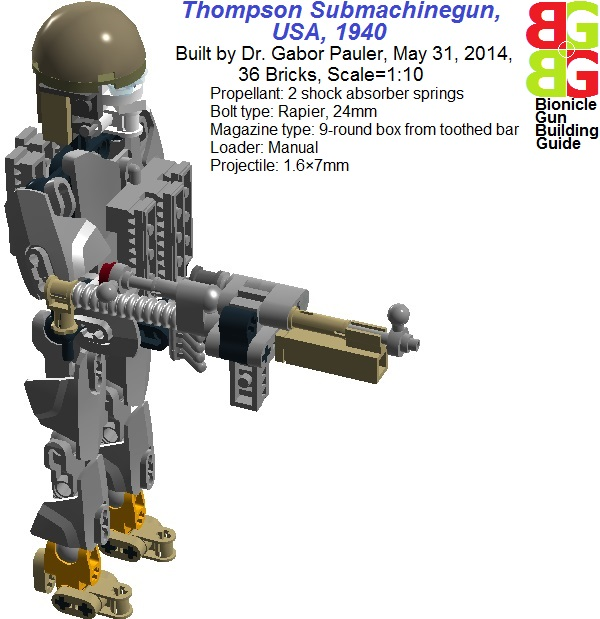 Thompson Submachinegun,
USA, 1940
Built by Dr. Gabor Pauler, May 31, 2014,
36 Bricks, Scale=1:10
Propellant: 2 shock absorber springs
Bolt type: Rapier, 24mm
Magazine type: 9-round box from toothed bar
Loader: Manual
Projectile: 1.6×7mm
BG
BG
Bionicle
Gun
Building
Guide